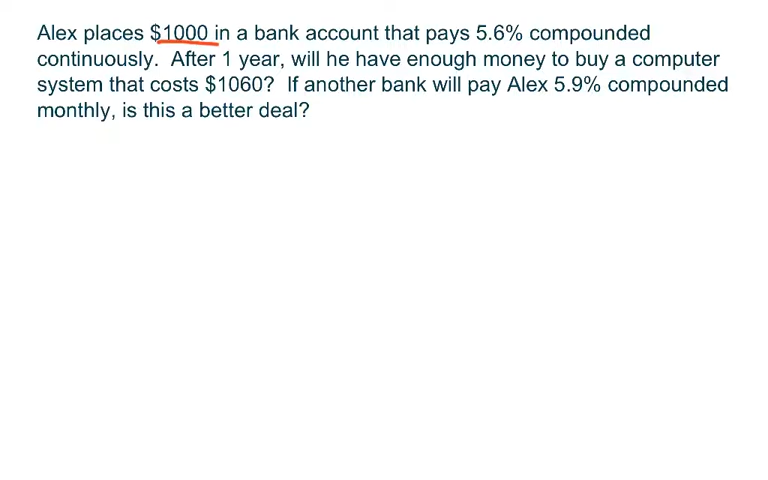 Alex places $1000 in a bank account that pays 5.6% compounded
continuously.  After 1 year, will he have enough money to buy a computer
system that costs $1060?  If another bank will pay Alex 5.9% compounded
monthly, is this a better deal?